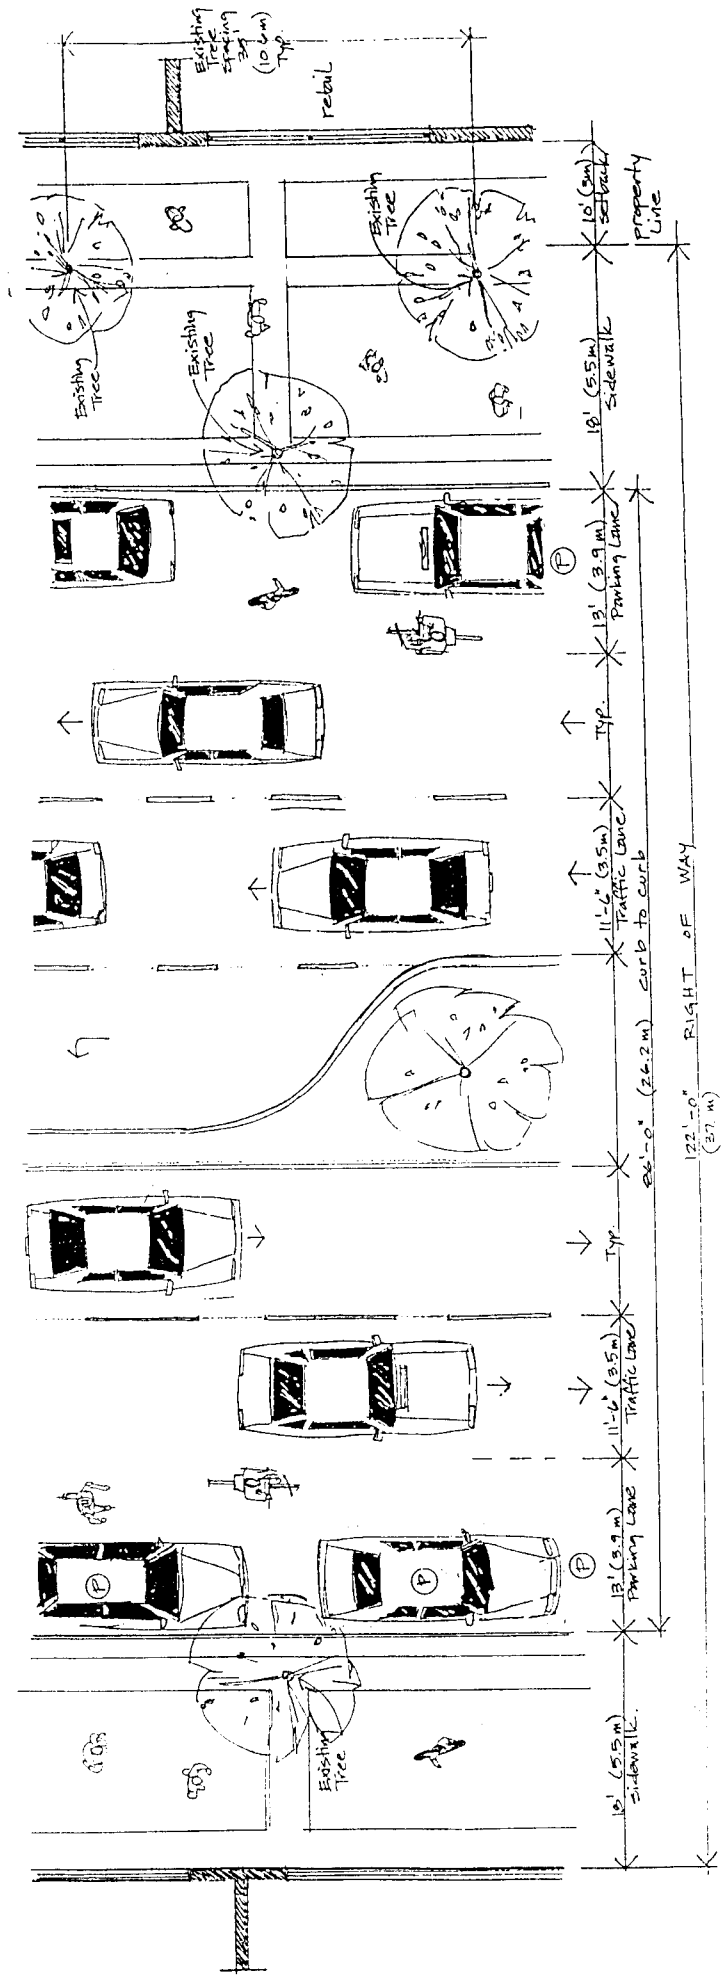 Existing
Tree
Spacing
35'
(10.6m)
Typ.
retail
Existing
Tree
Existing
Tree
Existing
Tree
10' (3m)
setback
property
Line
18' (5.5m)
Sidewalk
P
13' (3.9m)
Parking Lane
Typ.
11'-6" (3.5m)
Traffic Lane
86'-0" (26.2m) curb to curb
122'-0" RIGHT OF WAY
(37 m)
Typ.
11'-6" (3.5m)
Traffic Lane
P
P
P
13' (3.9m)
Parking Lane
Existing
Tree
18' (5.5m)
sidewalk.